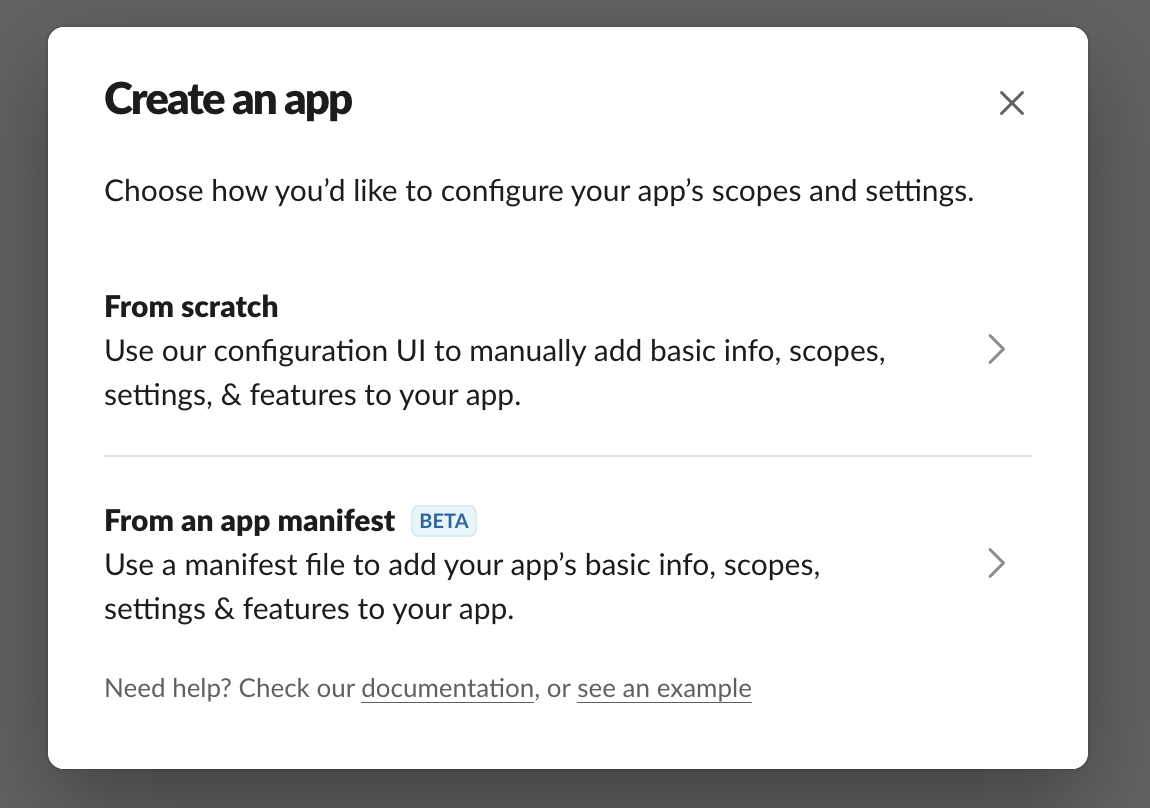 Create an app
Choose how you’d like to configure your app’s scopes and settings.
From scratch
Use our configuration UI to manually add basic info, scopes,
settings, & features to your app.
From an app manifest BETA
Use a manifest file to add your app’s basic info, scopes,
settings & features to your app.
Need help? Check our documentation, or see an example